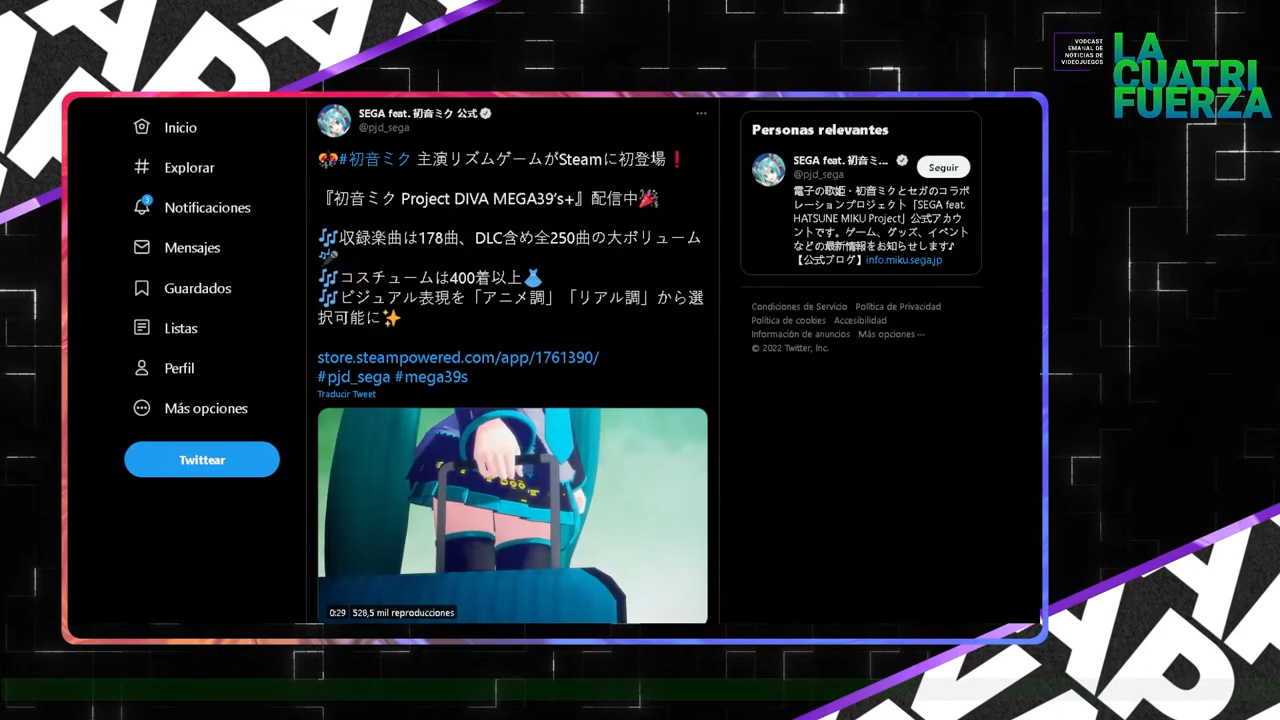 VODCAST
EMANAL DE
NOTICIAS DE
VIDEOJUEGOS
LA
CUATRI
FUERZA
Inicio
Explorar
3
Notificaciones
Mensajes
Guardados
Listas
Perfil
Más opciones
Twittear
SEGA feat. 初音ミク 公式
@pjd_sega
#初音ミク 主演リズムゲームがSteamに初登場❗
『初音ミク Project DIVA MEGA39's+』配信中🎉
🎶収録楽曲は178曲、DLC含め全250曲の大ボリューム
🎤
🎶コスチュームは400着以上👗
🎶ビジュアル表現を「アニメ調」「リアル調」から選
択可能に✨
store.steampowered.com/app/1761390/
#pjd_sega #mega39s
Traducir Tweet
0:29 528,5 mil reproducciones
Personas relevantes
SEGA feat. 初音ミ...
@pjd_sega
Seguir
電子の歌姫・初音ミクとセガのコラボ
レーションプロジェクト「SEGA feat.
HATSUNE MIKU Project」公式アカウ
ントです。ゲーム、グッズ、イベント
などの最新情報をお知らせします♪
【公式ブログ】info.miku.sega.jp
Condiciones de Servicio Política de Privacidad
Política de cookies Accesibilidad
Información de anuncios Más opciones ···
© 2022 Twitter, Inc.